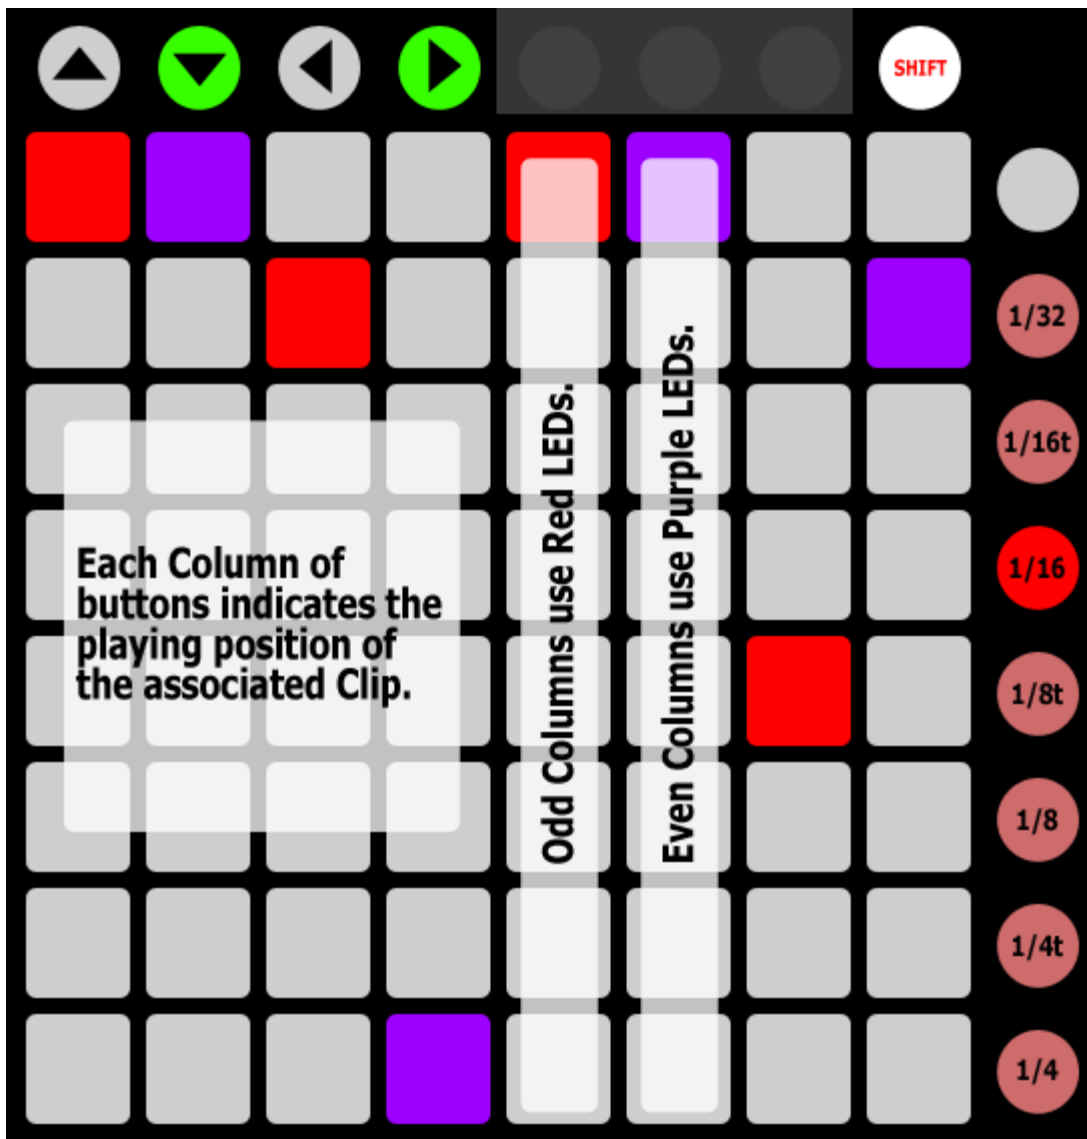 SHIFT
1/32
1/16t
1/16
1/8t
1/8
1/4t
1/4
Each Column of
buttons indicates the
playing position of
the associated Clip.
Odd Columns use Red LEDs.
Even Columns use Purple LEDs.